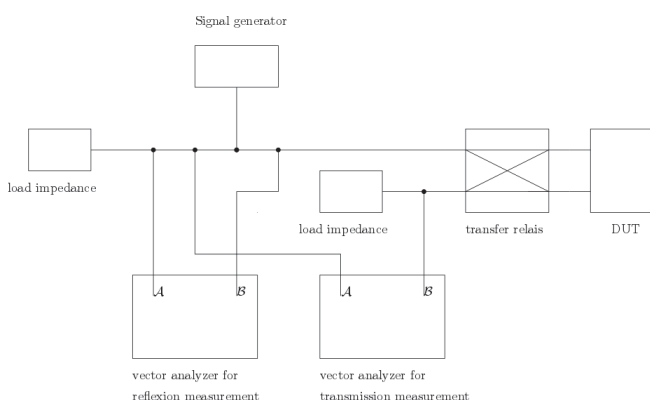 Signal generator
load impedance
load impedance
transfer relais
DUT
A
B
A
B
vector analyzer for
reflexion measurement
vector analyzer for
transmission measurement